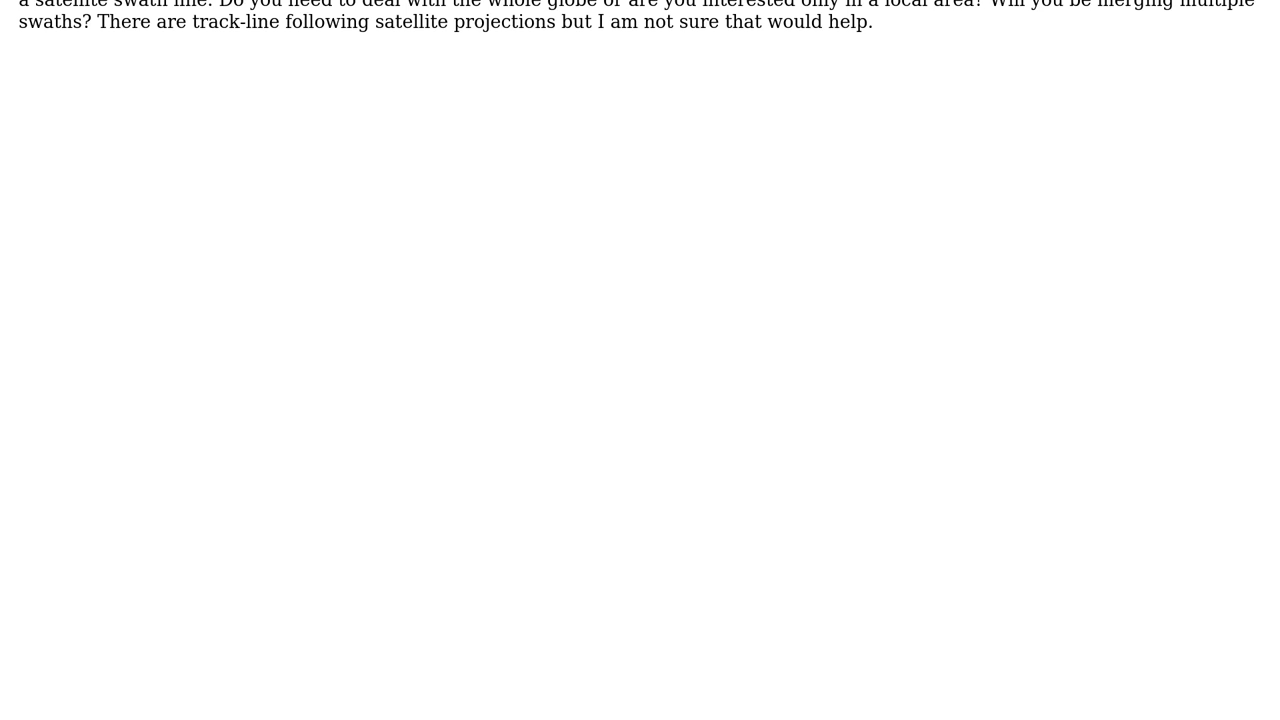 a satellite swath line. Do you need to deal with the whole globe or are you interested only in a local area? Will you be merging multiple
swaths? There are track-line following satellite projections but I am not sure that would help.